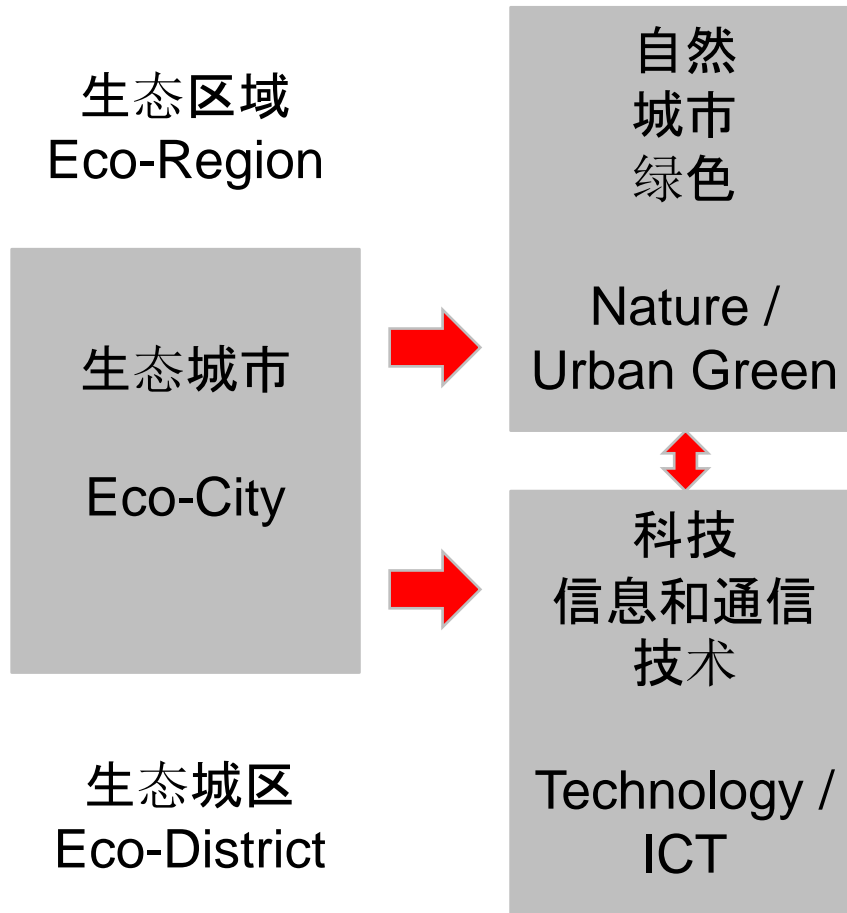 生态区域
Eco-Region
生态城市
Eco-City
生态城区
Eco-District
自然
城市
绿色
Nature /
Urban Green
科技
信息和通信
技术
Technology /
ICT